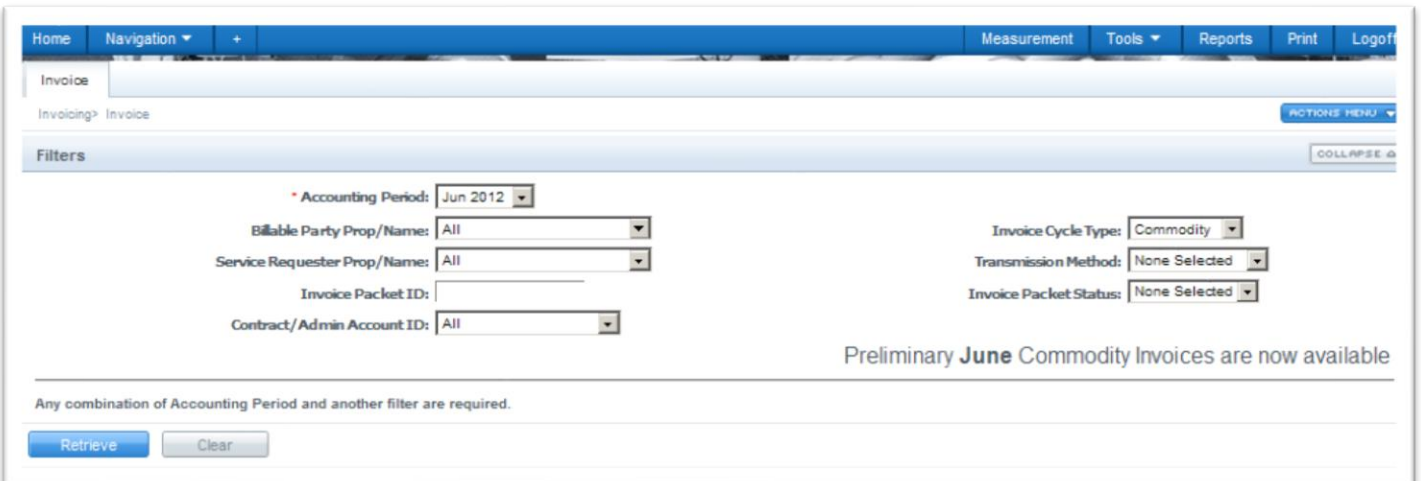 Home Navigation + Measurement Tools Reports Print Logoff
Invoice
Invoicing> Invoice ACTIONS MENU
Filters COLLAPSE
* Accounting Period: Jun 2012
Billable Party Prop/Name: All Invoice Cycle Type: Commodity
Service Requester Prop/Name: All Transmission Method: None Selected
Invoice Packet ID: Invoice Packet Status: None Selected
Contract/Admin Account ID: All
Preliminary June Commodity Invoices are now available
Any combination of Accounting Period and another filter are required.
Retrieve Clear